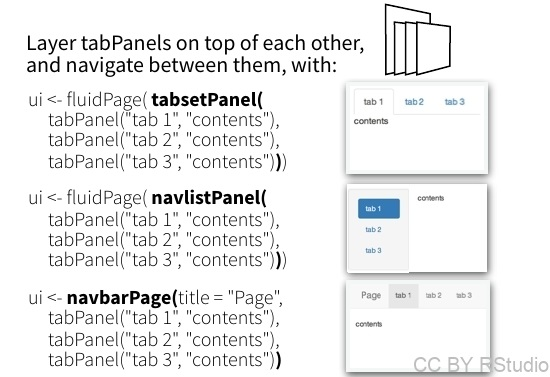 Layer tabPanels on top of each other,
and navigate between them, with:
ui <- fluidPage( tabsetPanel(
tabPanel("tab 1", "contents"),
tabPanel("tab 2", "contents"),
tabPanel("tab 3", "contents")))
tab 1 tab 2 tab 3
contents
ui <- fluidPage( navlistPanel(
tabPanel("tab 1", "contents"),
tabPanel("tab 2", "contents"),
tabPanel("tab 3", "contents")))
tab 1
tab 2
tab 3
contents
ui <- navbarPage(title = "Page",
tabPanel("tab 1", "contents"),
tabPanel("tab 2", "contents"),
tabPanel("tab 3", "contents"))
Page tab 1 tab 2 tab 3
contents
CC BY RStudio